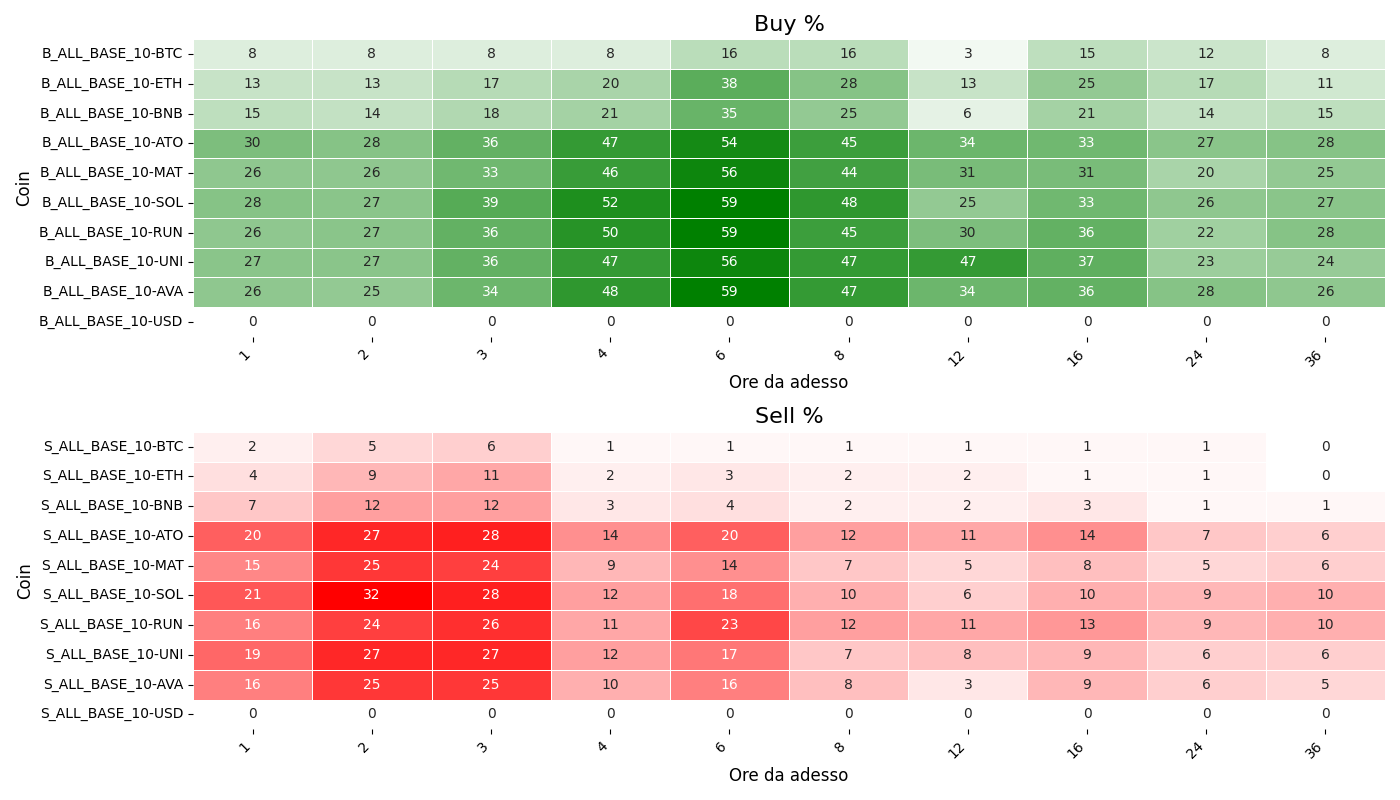 Buy %
Coin
B_ALL_BASE_10-BTC 8 8 8 8 16 16 3 15 12 8
B_ALL_BASE_10-ETH 13 13 17 20 38 28 13 25 17 11
B_ALL_BASE_10-BNB 15 14 18 21 35 25 6 21 14 15
B_ALL_BASE_10-ATO 30 28 36 47 54 45 34 33 27 28
B_ALL_BASE_10-MAT 26 26 33 46 56 44 31 31 20 25
B_ALL_BASE_10-SOL 28 27 39 52 59 48 25 33 26 27
B_ALL_BASE_10-RUN 26 27 36 50 59 45 30 36 22 28
B_ALL_BASE_10-UNI 27 27 36 47 56 47 47 37 23 24
B_ALL_BASE_10-AVA 26 25 34 48 59 47 34 36 28 26
B_ALL_BASE_10-USD 0 0 0 0 0 0 0 0 0 0
1 2 3 4 6 8 12 16 24 36
Ore da adesso
Sell %
Coin
S_ALL_BASE_10-BTC 2 5 6 1 1 1 1 1 1 0
S_ALL_BASE_10-ETH 4 9 11 2 3 2 2 1 1 0
S_ALL_BASE_10-BNB 7 12 12 3 4 2 2 3 1 1
S_ALL_BASE_10-ATO 20 27 28 14 20 12 11 14 7 6
S_ALL_BASE_10-MAT 15 25 24 9 14 7 5 8 5 6
S_ALL_BASE_10-SOL 21 32 28 12 18 10 6 10 9 10
S_ALL_BASE_10-RUN 16 24 26 11 23 12 11 13 9 10
S_ALL_BASE_10-UNI 19 27 27 12 17 7 8 9 6 6
S_ALL_BASE_10-AVA 16 25 25 10 16 8 3 9 6 5
S_ALL_BASE_10-USD 0 0 0 0 0 0 0 0 0 0
1 2 3 4 6 8 12 16 24 36
Ore da adesso